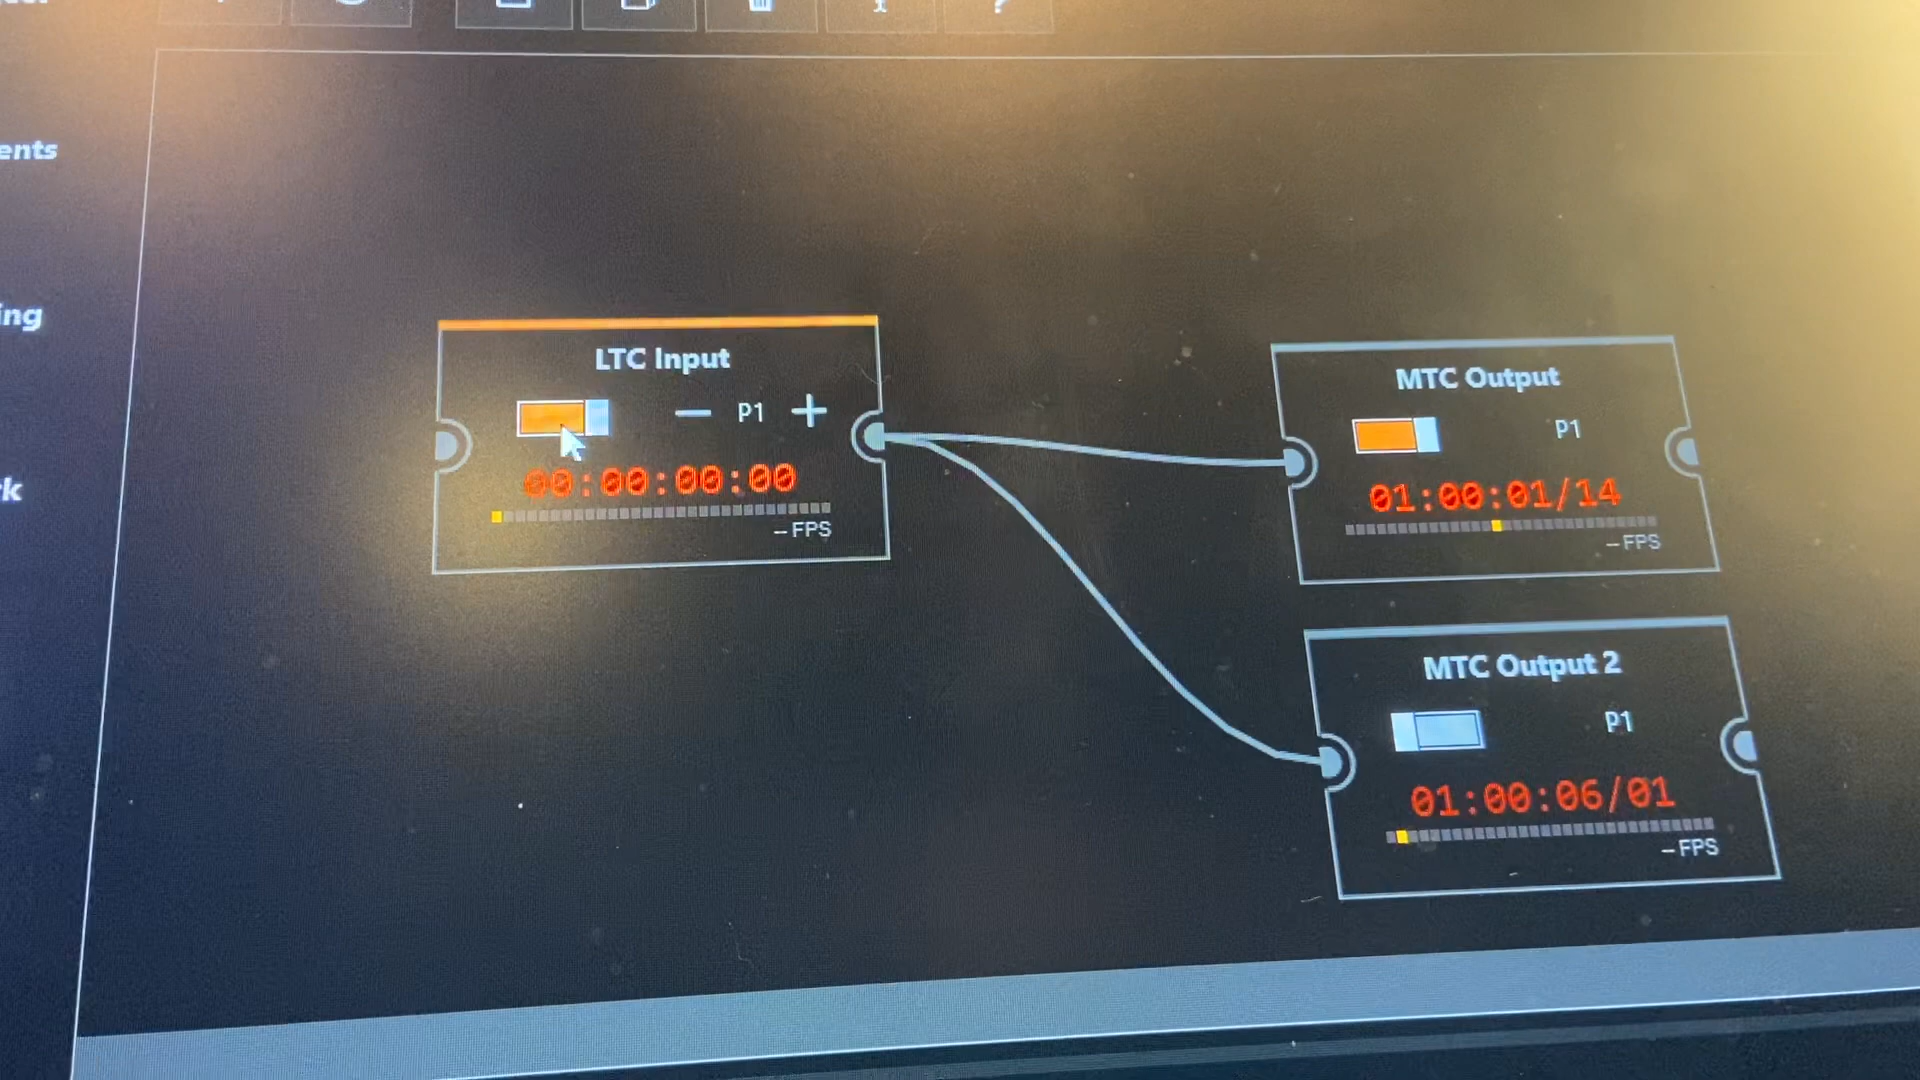 ents
ing
k
LTC Input
P1
00:00:00:00
-- FPS
MTC Output
P1
01:00:01/14
-- FPS
MTC Output 2
P1
01:00:06/01
-- FPS